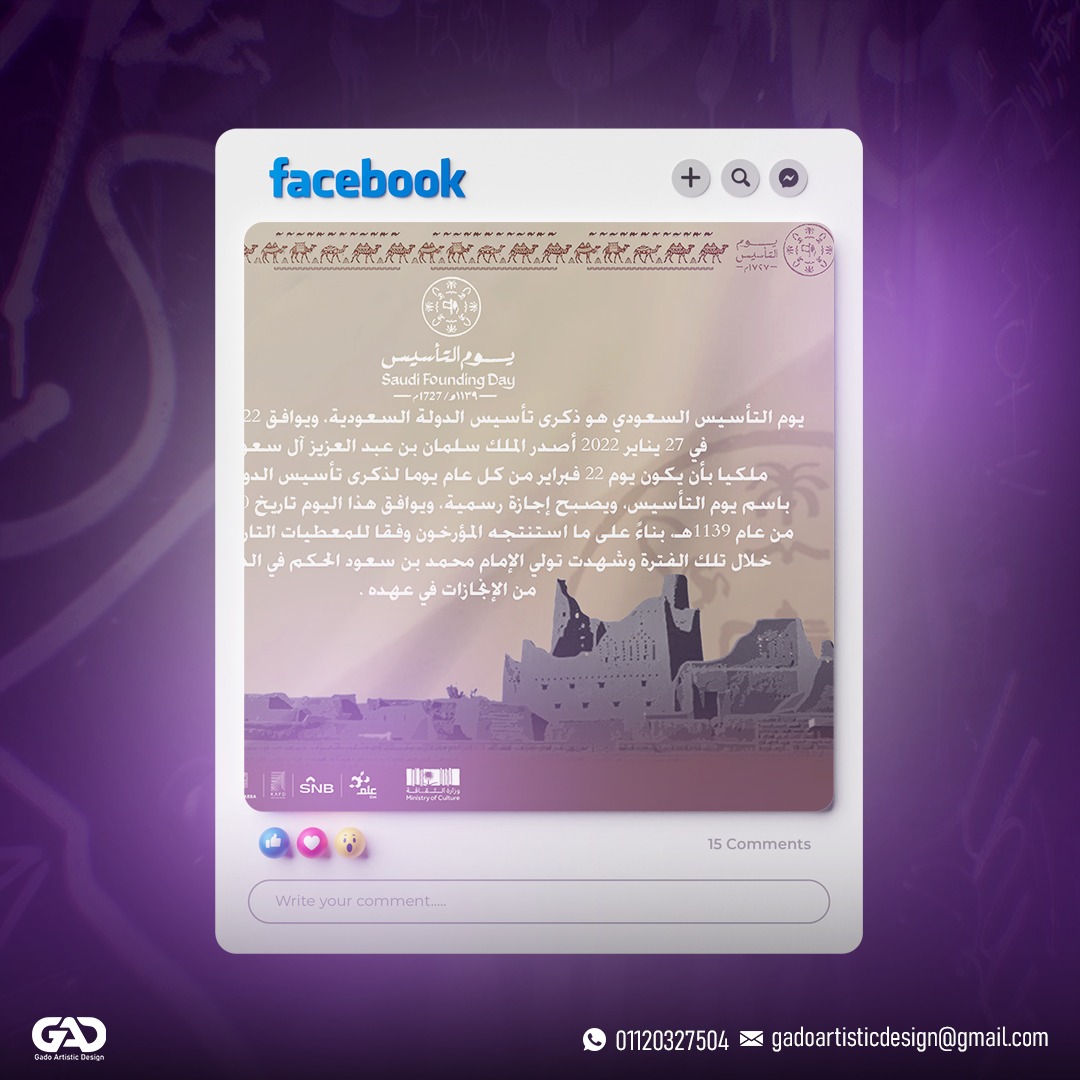 facebook
يوم التأسيس
١٧٢٧م
يوم التأسيس
Saudi Founding Day
١١٣٩هـ/1727م
يوم التأسيس السعودي هو ذكرى تأسيس الدولة السعودية، ويوافق 22
في 27 يناير 2022 أصدر الملك سلمان بن عبد العزيز آل
ملكيا بأن يكون يوم 22 فبراير من كل عام يوما لذكرى تأسيس
باسم يوم التأسيس، ويصبح إجازة رسمية، ويوافق هذا اليوم تاريخ
من عام 1139هـ، بناءً على ما استنتجه المؤرخون وفقا للمعطيات
خلال تلك الفترة وشهدت تولي الإمام محمد بن سعود الحكم في
من الإنجازات في عهده .
KAFD
SNB
علم
وزارة الثقافة
Ministry of Culture
15 Comments
Write your comment.....
GAD
Gado Artistic Design
01120327504
gadoartisticdesign@gmail.com